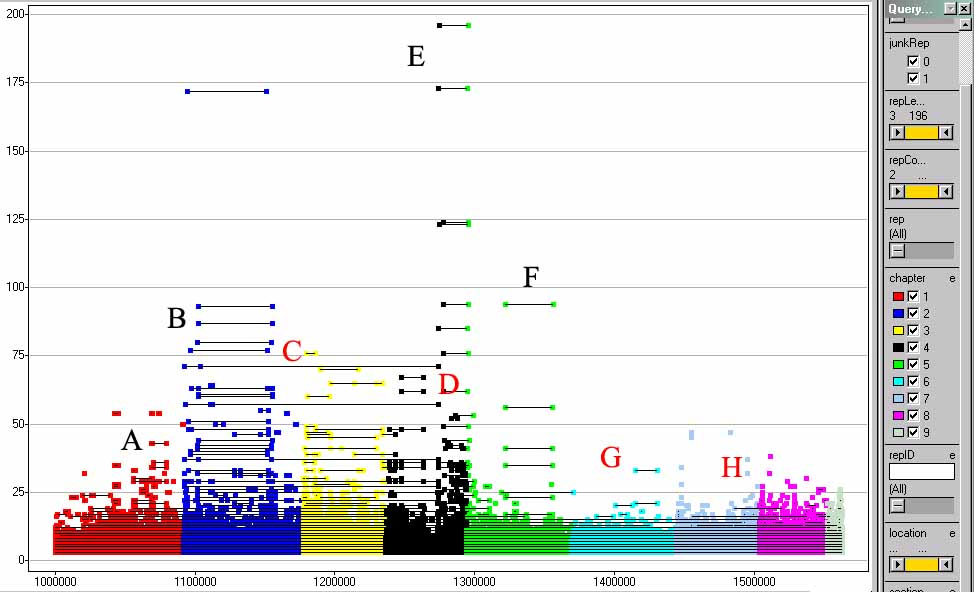 200
175
150
125
100
75
50
25
0
1000000 1100000 1200000 1300000 1400000 1500000
A
B
C
D
E
F
G
H
Query...
junkRep
0
1
repLe...
3 196
repCo...
2 ...
rep
(All)
chapter e
1
2
3
4
5
6
7
8
9
repID e
(All)
location e
... ...